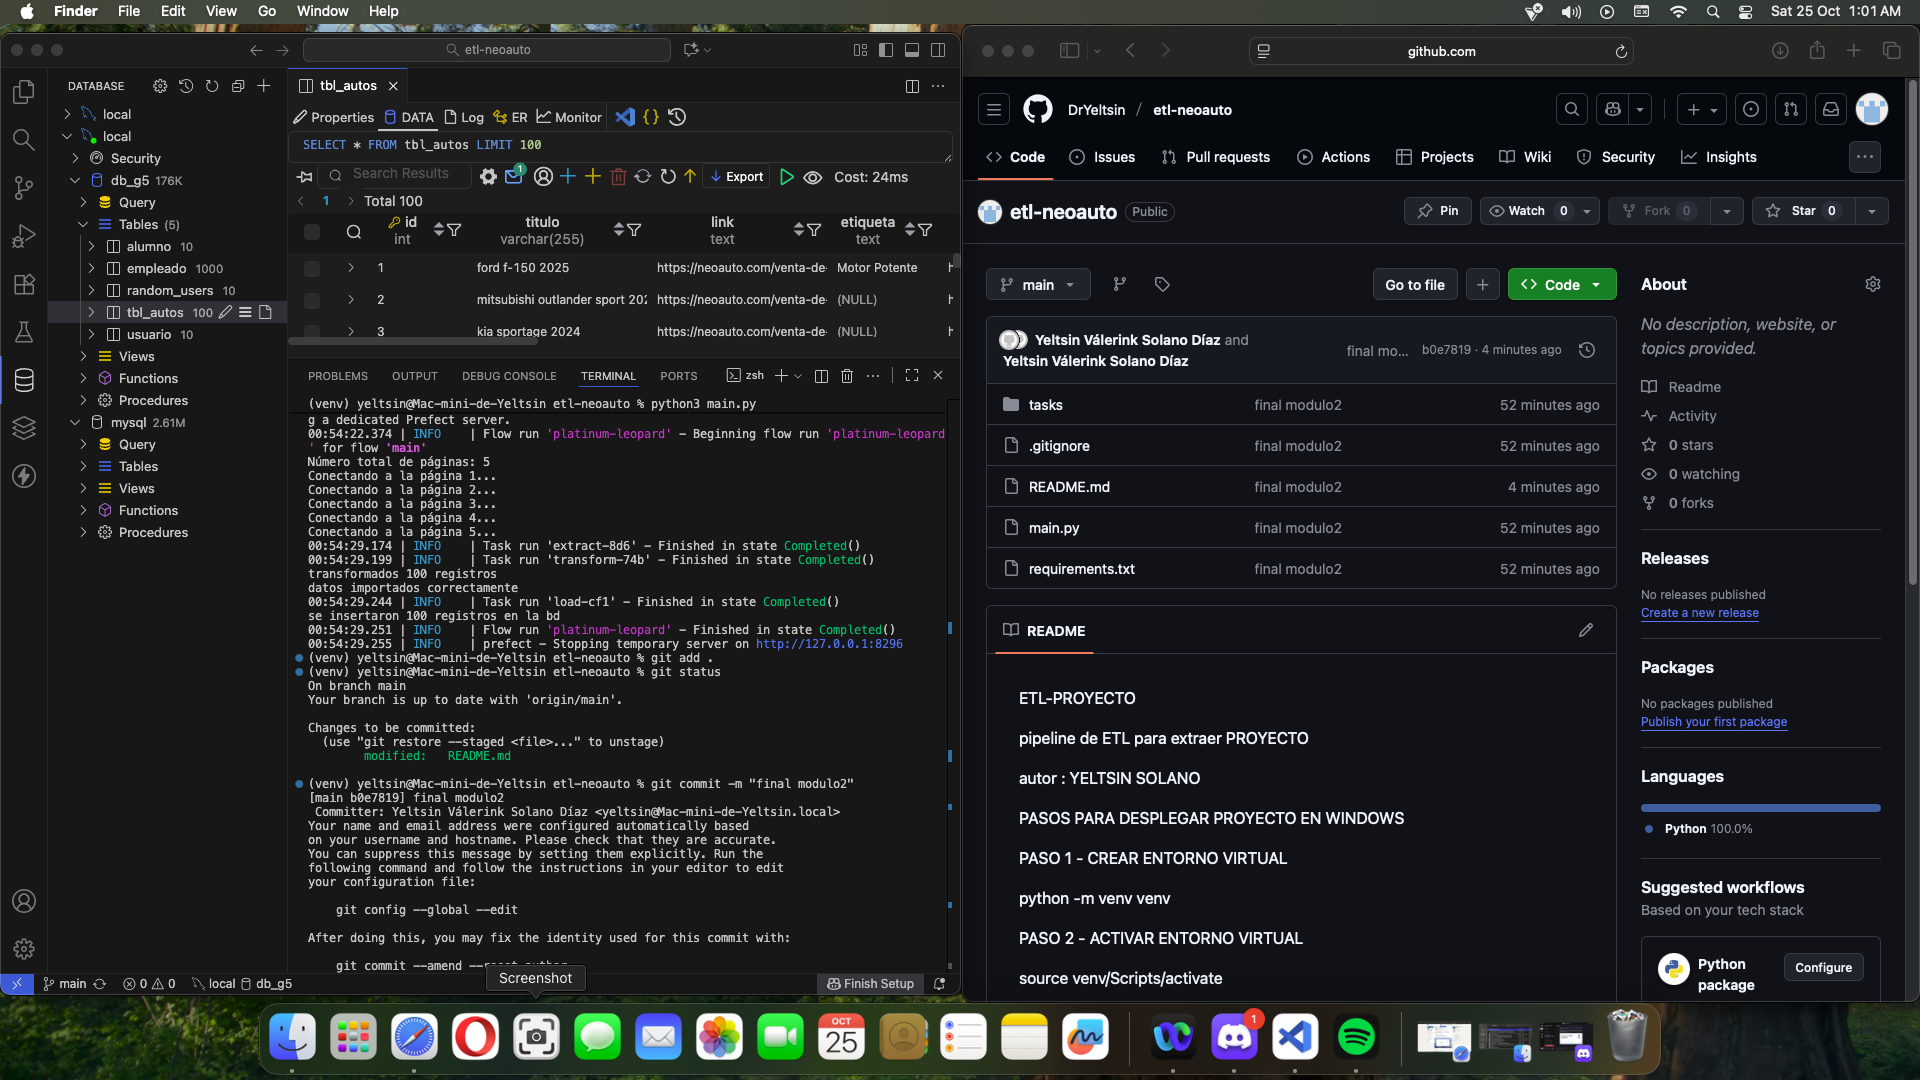 Finder File Edit View Go Window Help
Sat 25 Oct 1:01 AM
etl-neoauto
DATABASE
local
local
Security
db_g5 176K
Query
Tables (5)
alumno 10
empleado 1000
random_users 10
tbl_autos 100
usuario 10
Views
Functions
Procedures
mysql 2.61M
Query
Tables
Views
Functions
Procedures
tbl_autos
Properties DATA Log ER Monitor
SELECT * FROM tbl_autos LIMIT 100
Search Results
1
Export
Cost: 24ms
1 Total 100
id titulo link etiqueta
int varchar(255) text text
1 ford f-150 2025 https://neoauto.com/venta-de- Motor Potente
2 mitsubishi outlander sport 202 https://neoauto.com/venta-de- (NULL)
3 kia sportage 2024 https://neoauto.com/venta-de- (NULL)
PROBLEMS OUTPUT DEBUG CONSOLE TERMINAL PORTS
zsh
(venv) yeltsin@Mac-mini-de-Yeltsin etl-neoauto % python3 main.py
g a dedicated Prefect server.
00:54:22.374 | INFO | Flow run 'platinum-leopard' - Beginning flow run 'platinum-leopard
' for flow 'main'
Número total de páginas: 5
Conectando a la página 1...
Conectando a la página 2...
Conectando a la página 3...
Conectando a la página 4...
Conectando a la página 5...
00:54:29.174 | INFO | Task run 'extract-8d6' - Finished in state Completed()
00:54:29.199 | INFO | Task run 'transform-74b' - Finished in state Completed()
transformados 100 registros
datos importados correctamente
00:54:29.244 | INFO | Task run 'load-cf1' - Finished in state Completed()
se insertaron 100 registros en la bd
00:54:29.251 | INFO | Flow run 'platinum-leopard' - Finished in state Completed()
00:54:29.255 | INFO | prefect - Stopping temporary server on http://127.0.0.1:8296
(venv) yeltsin@Mac-mini-de-Yeltsin etl-neoauto % git add .
(venv) yeltsin@Mac-mini-de-Yeltsin etl-neoauto % git status
On branch main
Your branch is up to date with 'origin/main'.
Changes to be committed:
(use "git restore --staged <file>..." to unstage)
modified: README.md
(venv) yeltsin@Mac-mini-de-Yeltsin etl-neoauto % git commit -m "final modulo2"
[main b0e7819] final modulo2
Committer: Yeltsin Válerink Solano Díaz <yeltsin@Mac-mini-de-Yeltsin.local>
Your name and email address were configured automatically based
on your username and hostname. Please check that they are accurate.
You can suppress this message by setting them explicitly. Run the
following command and follow the instructions in your editor to edit
your configuration file:
git config --global --edit
After doing this, you may fix the identity used for this commit with:
git commit --amend
Screenshot
main 0 0 local db_g5
Finish Setup
github.com
DrYeltsin / etl-neoauto
Code Issues Pull requests Actions Projects Wiki Security Insights
etl-neoauto Public
Pin Watch 0 Fork 0 Star 0
main
Go to file
Code
Yeltsin Válerink Solano Díaz and
Yeltsin Válerink Solano Díaz
final mo... b0e7819 · 4 minutes ago
tasks final modulo2 52 minutes ago
.gitignore final modulo2 52 minutes ago
README.md final modulo2 4 minutes ago
main.py final modulo2 52 minutes ago
requirements.txt final modulo2 52 minutes ago
README
ETL-PROYECTO
pipeline de ETL para extraer PROYECTO
autor : YELTSIN SOLANO
PASOS PARA DESPLEGAR PROYECTO EN WINDOWS
PASO 1 - CREAR ENTORNO VIRTUAL
python -m venv venv
PASO 2 - ACTIVAR ENTORNO VIRTUAL
source venv/Scripts/activate
About
No description, website, or
topics provided.
Readme
Activity
0 stars
0 watching
0 forks
Releases
No releases published
Create a new release
Packages
No packages published
Publish your first package
Languages
Python 100.0%
Suggested workflows
Based on your tech stack
Python
package
Configure
OCT
25
1